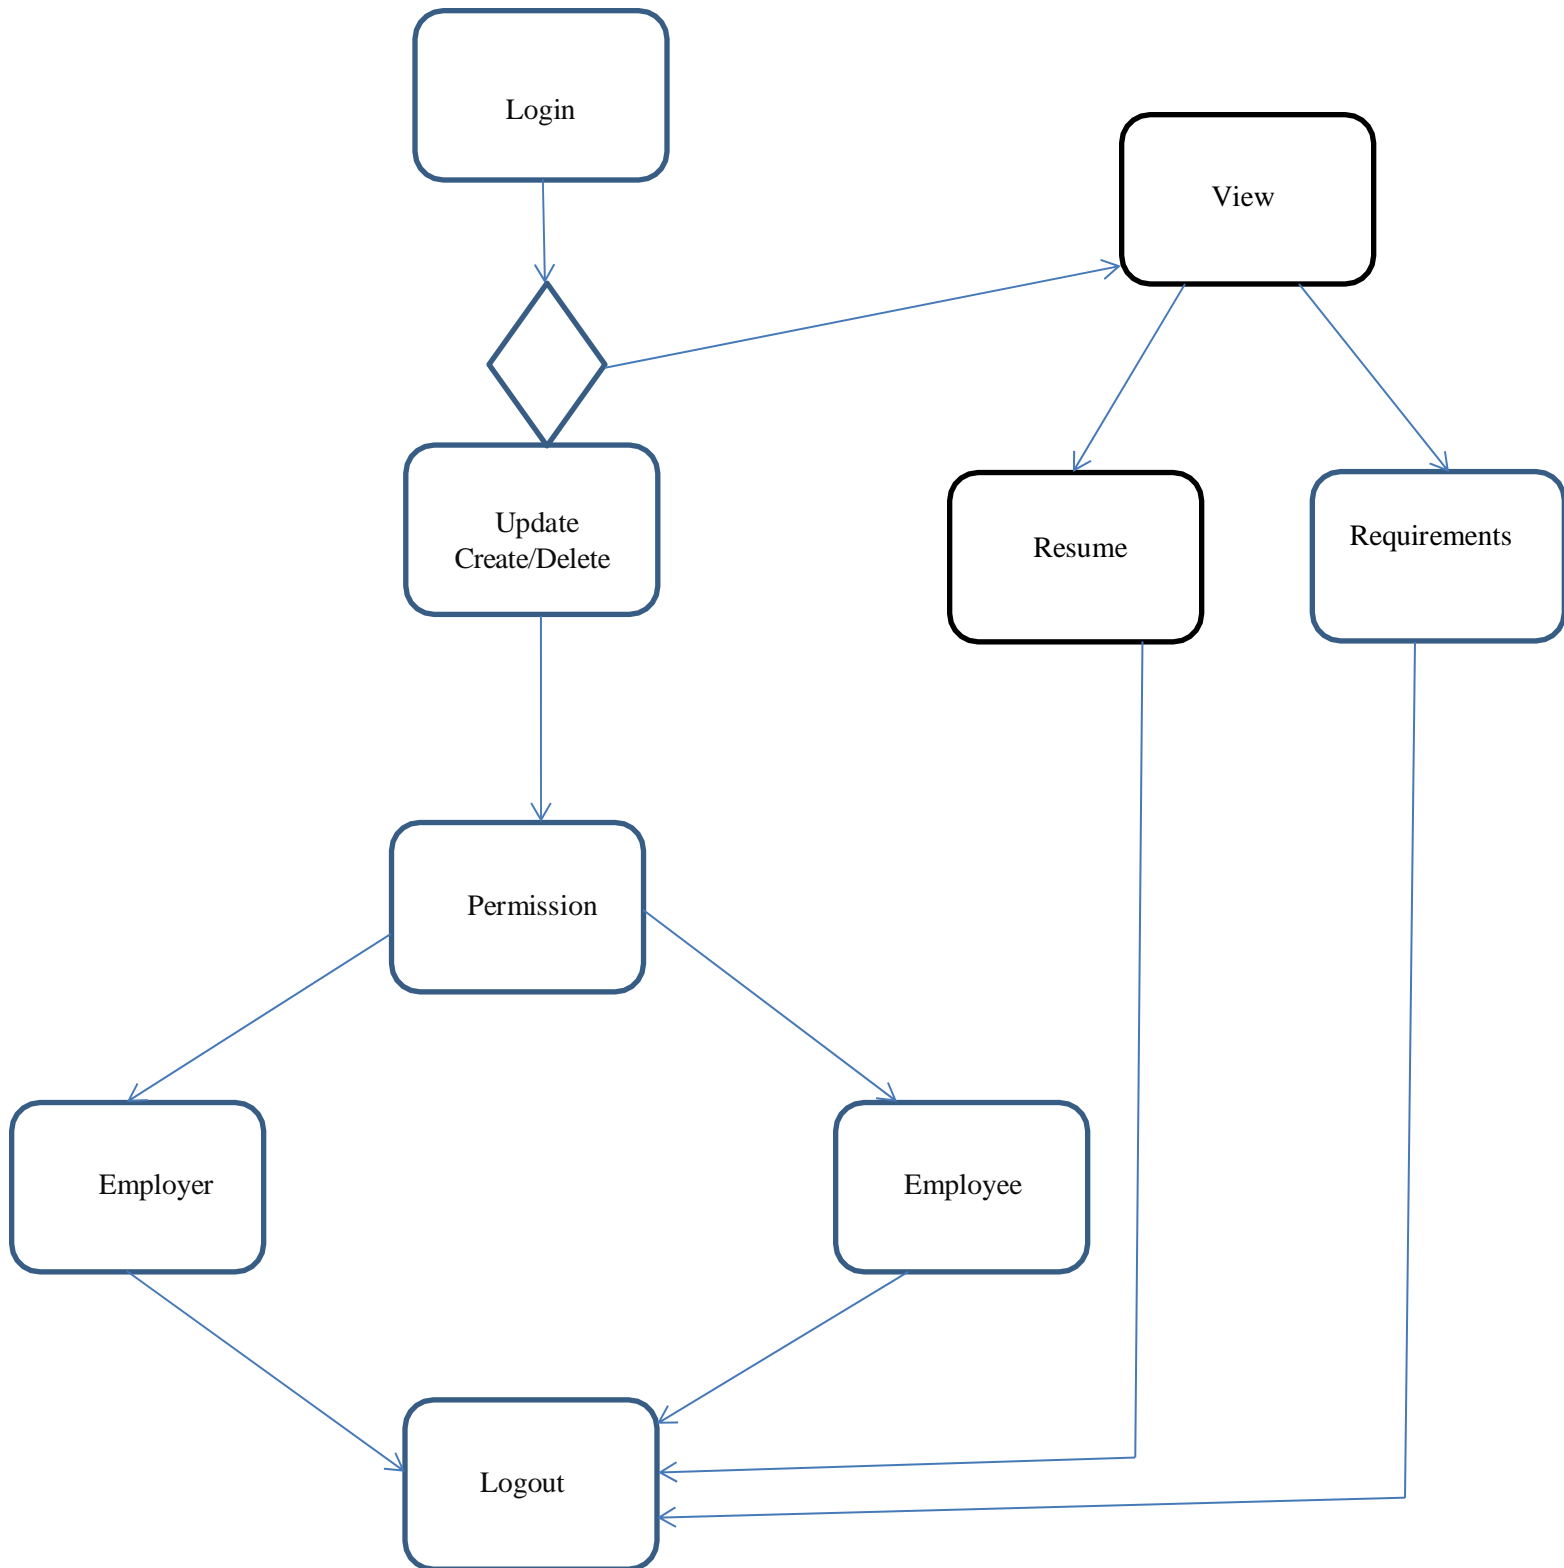 Login
View
Update
Create/Delete
Resume
Requirements
Permission
Employer
Employee
Logout